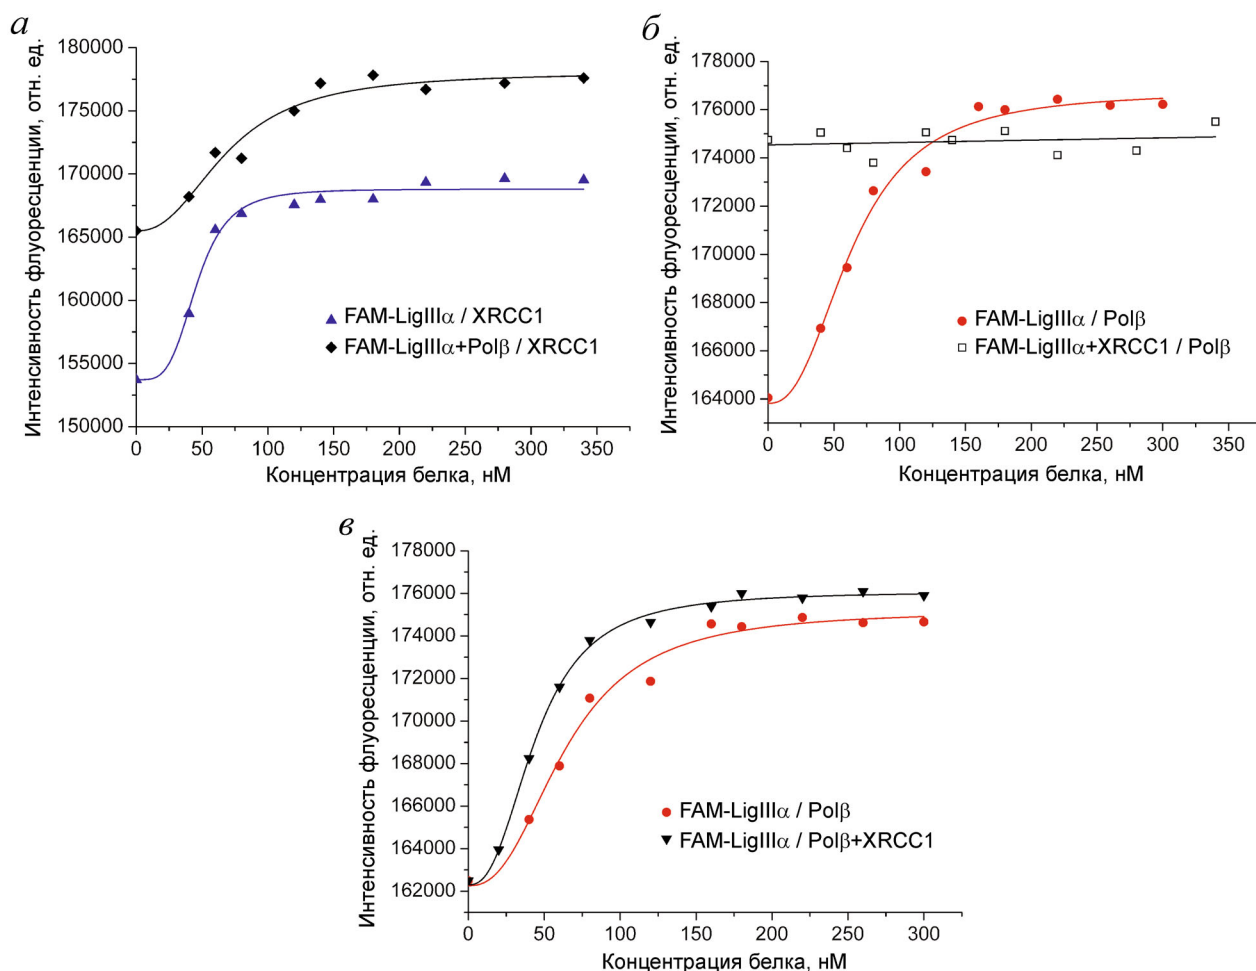 а
Интенсивность флуоресценции, отн. ед.
180000
175000
170000
165000
160000
155000
150000
FAM-LigIIIα / XRCC1
FAM-LigIIIα+Polβ / XRCC1
0 50 100 150 200 250 300 350
Концентрация белка, нМ
б
Интенсивность флуоресценции, отн. ед.
178000
176000
174000
172000
170000
168000
166000
164000
FAM-LigIIIα / Polβ
FAM-LigIIIα+XRCC1 / Polβ
0 50 100 150 200 250 300 350
Концентрация белка, нМ
в
Интенсивность флуоресценции, отн. ед.
178000
176000
174000
172000
170000
168000
166000
164000
162000
FAM-LigIIIα / Polβ
FAM-LigIIIα / Polβ+XRCC1
0 50 100 150 200 250 300
Концентрация белка, нМ